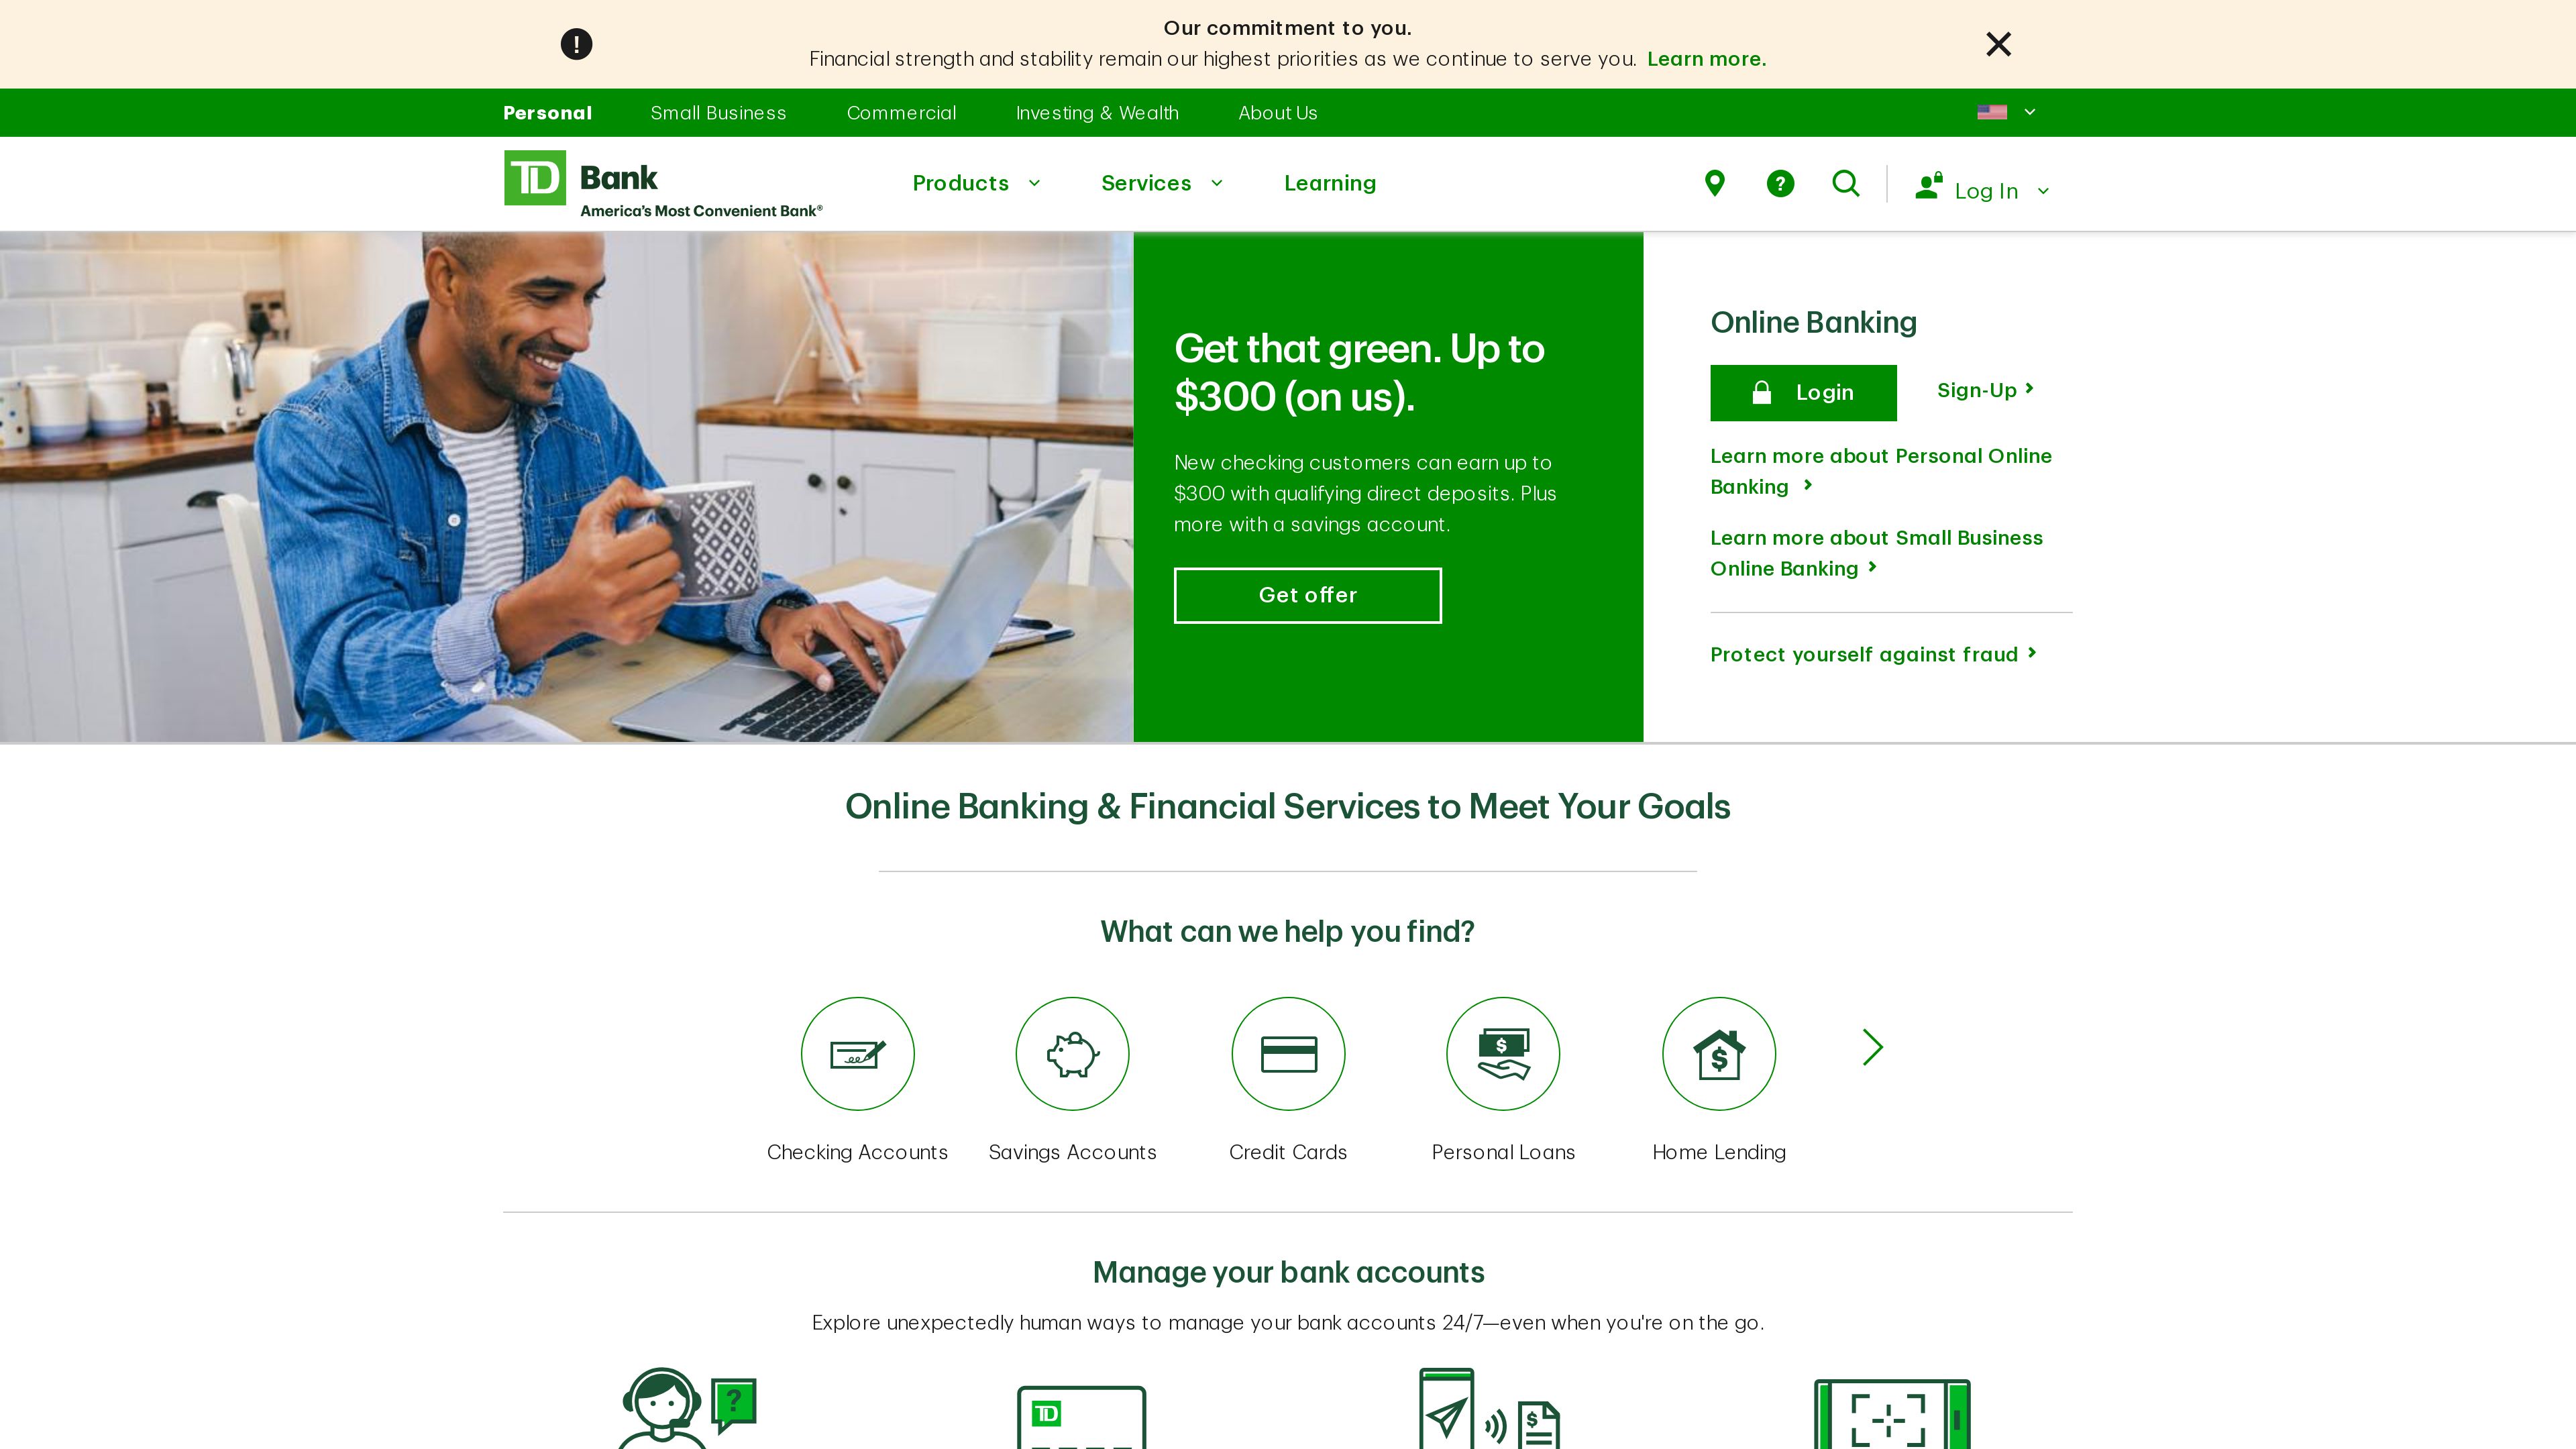 Our commitment to you.
Financial strength and stability remain our highest priorities as we continue to serve you. Learn more.
Personal
Small Business
Commercial
Investing & Wealth
About Us
TD Bank
America's Most Convenient Bank®
Products
Services
Learning
?
Log In
Get that green. Up to
$300 (on us).
New checking customers can earn up to
$300 with qualifying direct deposits. Plus
more with a savings account.
Get offer
Online Banking
Login
Sign-Up
Learn more about Personal Online
Banking
Learn more about Small Business
Online Banking
Protect yourself against fraud
Online Banking & Financial Services to Meet Your Goals
What can we help you find?
$
$
Checking Accounts
Savings Accounts
Credit Cards
Personal Loans
Home Lending
Manage your bank accounts
Explore unexpectedly human ways to manage your bank accounts 24/7—even when you're on the go.
?
TD
$